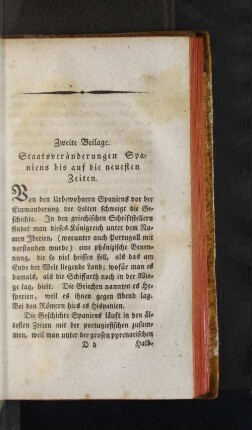 Zweite Beilage.
Staatsveränderungen Spa-
niens bis auf die neuesten
Zeiten.
Von den Urbewohnern Spaniens vor der
Einwanderung der Celten schweigt die Ge-
schichte. In den griechischen Schriftstellern
findet man dieses Königreich unter dem Na-
men Iberien, (worunter auch Portugall mit
verstanden wurde) eine phönizische Benen-
nung, die so viel heissen soll, als das am
Ende der Welt liegende Land; wofür man es
damals, als die Schiffarth noch in der Wie-
ge lag, hielt. Die Griechen nannten es He-
sperien, weil es ihnen gegen Abend lag.
Bei den Römern hies es Hispanien.
Die Geschichte Spaniens läuft in den äl-
testen Zeiten mit der portugiesischen zusam-
men, weil man unter der grosen pyrenaeischen
D d Halb-